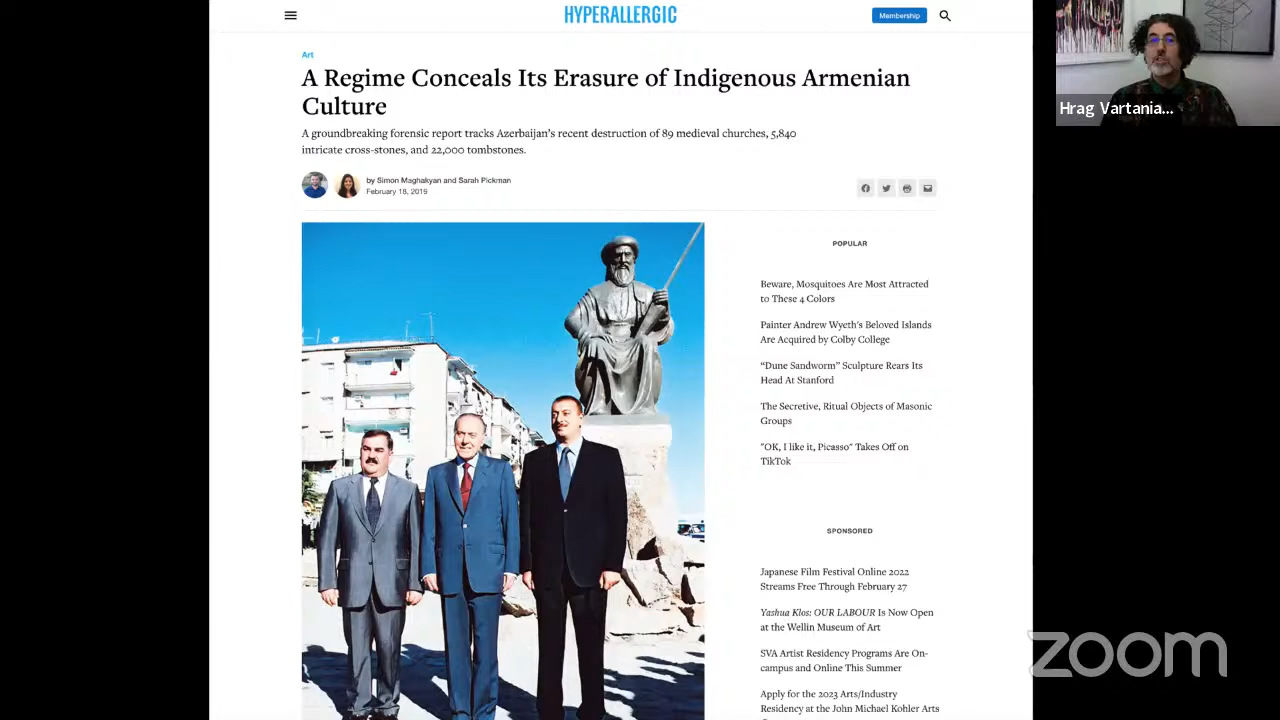 HYPERALLERGIC
Membership
Art
A Regime Conceals Its Erasure of Indigenous Armenian
Culture
A groundbreaking forensic report tracks Azerbaijan's recent destruction of 89 medieval churches, 5,840
intricate cross-stones, and 22,000 tombstones.
by Simon Maghakyan and Sarah Pickman
February 18, 2019
POPULAR
Beware, Mosquitoes Are Most Attracted
to These 4 Colors
Painter Andrew Wyeth's Beloved Islands
Are Acquired by Colby College
“Dune Sandworm” Sculpture Rears Its
Head At Stanford
The Secretive, Ritual Objects of Masonic
Groups
"OK, I like it, Picasso" Takes Off on
TikTok
SPONSORED
Japanese Film Festival Online 2022
Streams Free Through February 27
Yashua Klos: OUR LABOUR Is Now Open
at the Wellin Museum of Art
SVA Artist Residency Programs Are On-
campus and Online This Summer
Apply for the 2023 Arts/Industry
Residency at the John Michael Kohler Arts
Hrag Vartania...
zoom